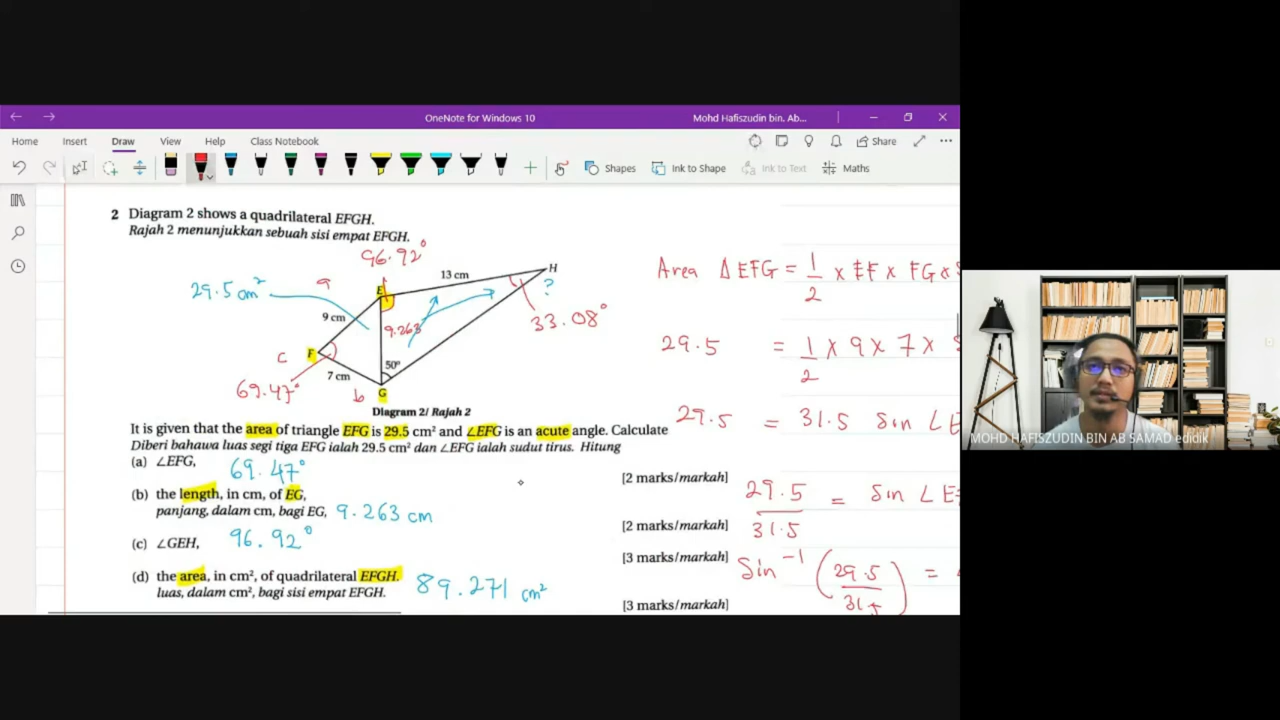 OneNote for Windows 10
Mohd Hafiszudin bin. Ab...
Home Insert Draw View Help Class Notebook
Share
Shapes Ink to Shape Ink to Text Maths
2 Diagram 2 shows a quadrilateral EFGH.
Rajah 2 menunjukkan sebuah sisi empat EFGH.
96.92°
13 cm H
?
29.5 cm² a
E
9 cm 9.263
33.08°
c F
50°
7 cm
69.47° b G
Diagram 2/ Rajah 2
It is given that the area of triangle EFG is 29.5 cm² and ∠EFG is an acute angle. Calculate
Diberi bahawa luas segi tiga EFG ialah 29.5 cm² dan ∠EFG ialah sudut tirus. Hitung
(a) ∠EFG, 69.47°
[2 marks/markah]
(b) the length, in cm, of EG,
panjang, dalam cm, bagi EG, 9.263 cm
[2 marks/markah]
(c) ∠GEH, 96.92°
[3 marks/markah]
(d) the area, in cm², of quadrilateral EFGH.
luas, dalam cm², bagi sisi empat EFGH. 89.271 cm²
[3 marks/markah]
Area ΔEFG = 1/2 × EF × FG ×
29.5 = 1/2 × 9 × 7 ×
29.5 = 31.5 Sin ∠E
29.5/31.5 = Sin ∠E
Sin⁻¹ (29.5/31.5) =
MOHD HAFISZUDIN BIN AB SAMAD edidik